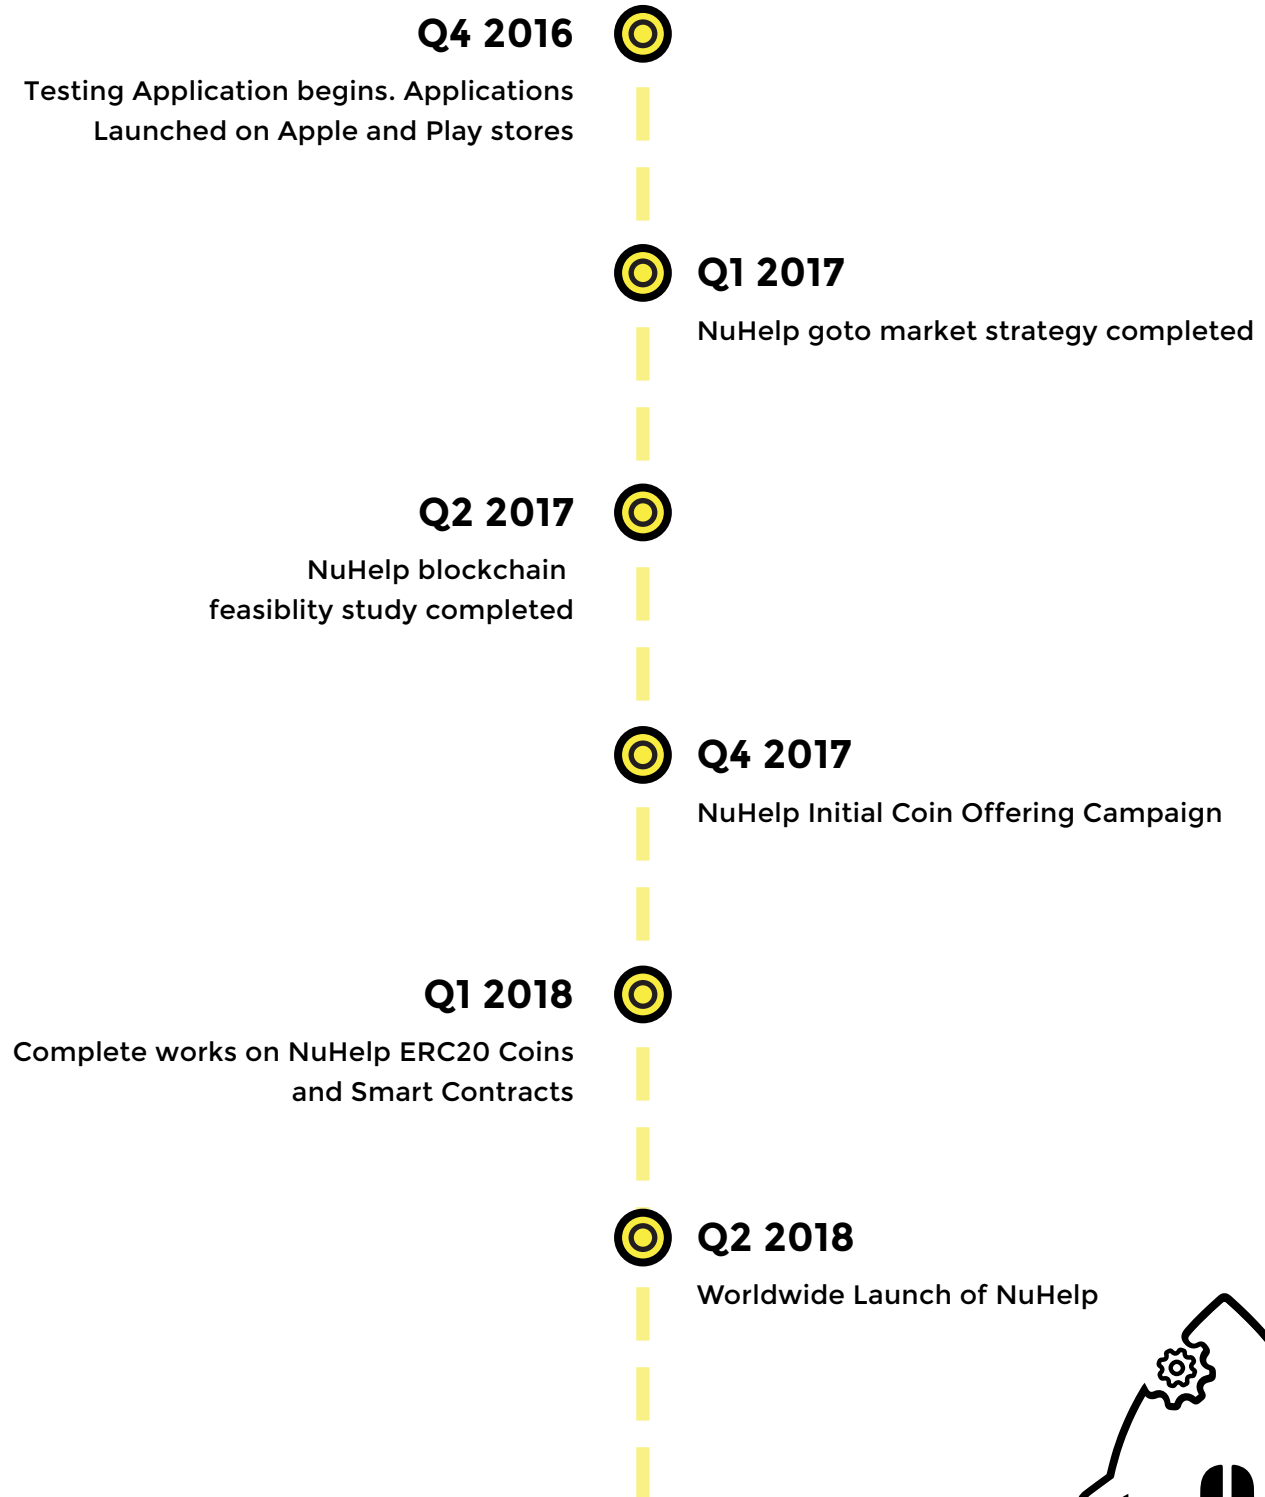 Q4 2016
Testing Application begins. Applications
Launched on Apple and Play stores
Q1 2017
NuHelp goto market strategy completed
Q2 2017
NuHelp blockchain
feasiblity study completed
Q4 2017
NuHelp Initial Coin Offering Campaign
Q1 2018
Complete works on NuHelp ERC20 Coins
and Smart Contracts
Q2 2018
Worldwide Launch of NuHelp